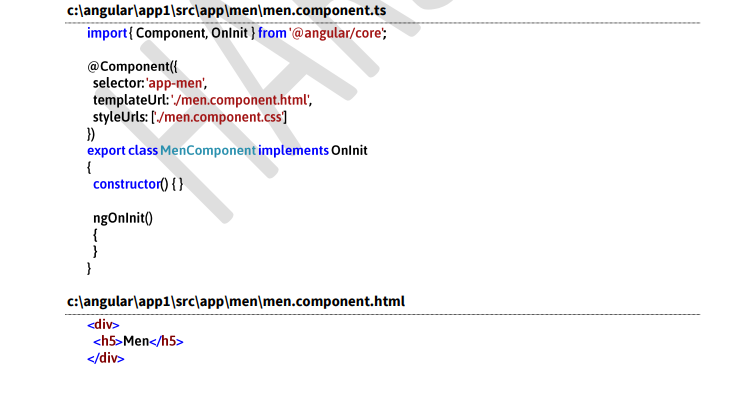 c:\angular\app1\src\app\men\men.component.ts
import { Component, OnInit } from '@angular/core';
@Component({
selector: 'app-men',
templateUrl: './men.component.html',
styleUrls: ['./men.component.css']
})
export class MenComponent implements OnInit
{
constructor() { }
ngOnInit()
{
}
}
c:\angular\app1\src\app\men\men.component.html
<div>
<h5>Men</h5>
</div>